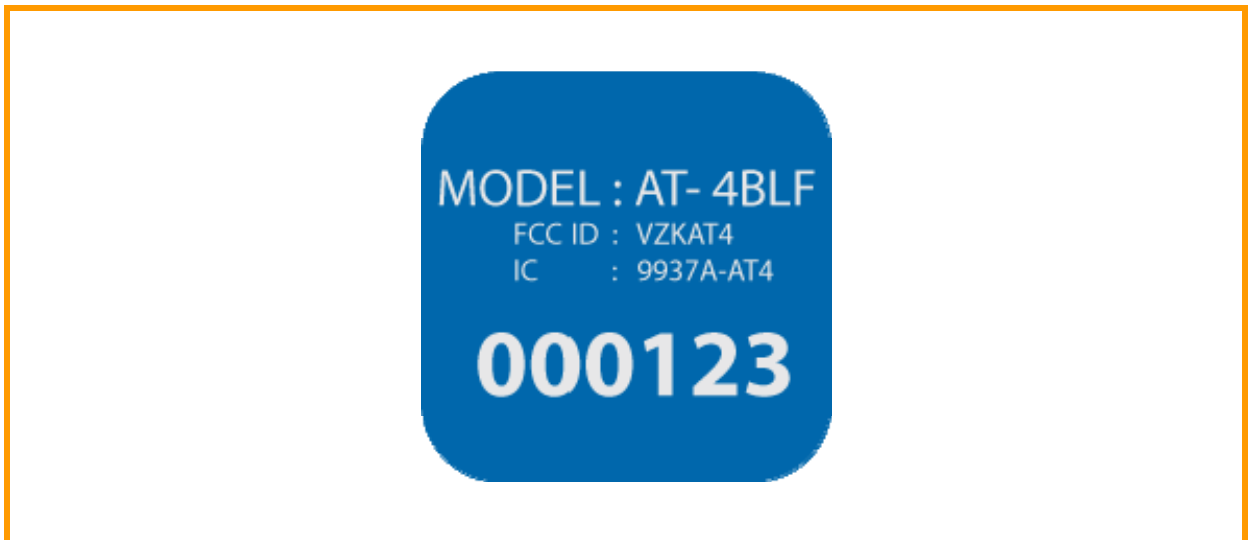 MODEL : AT- 4BLF
FCC ID : VZKAT4
IC : 9937A-AT4
000123